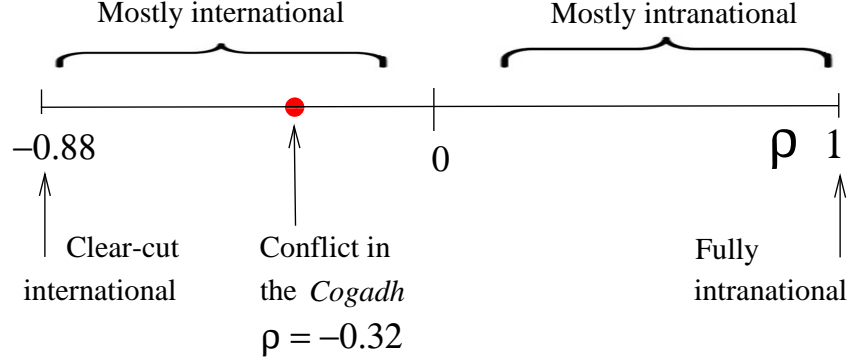 Mostly international
Mostly intranational
−0.88
0
ρ 1
Clear-cut
international
Conflict in
the Cogadh
ρ = −0.32
Fully
intranational